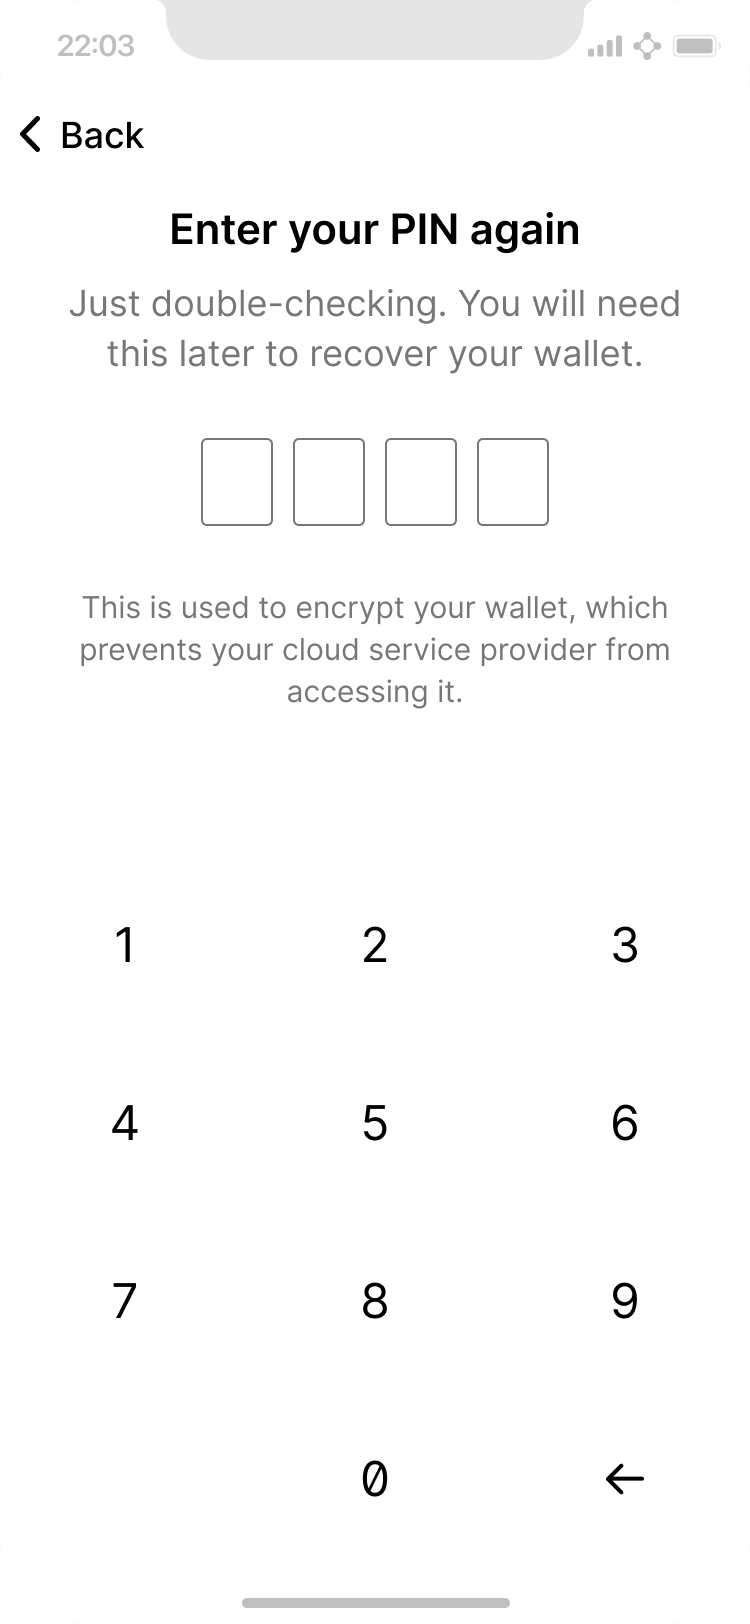 22:03
Back
Enter your PIN again
Just double-checking. You will need
this later to recover your wallet.
This is used to encrypt your wallet, which
prevents your cloud service provider from
accessing it.
1 2 3
4 5 6
7 8 9
0